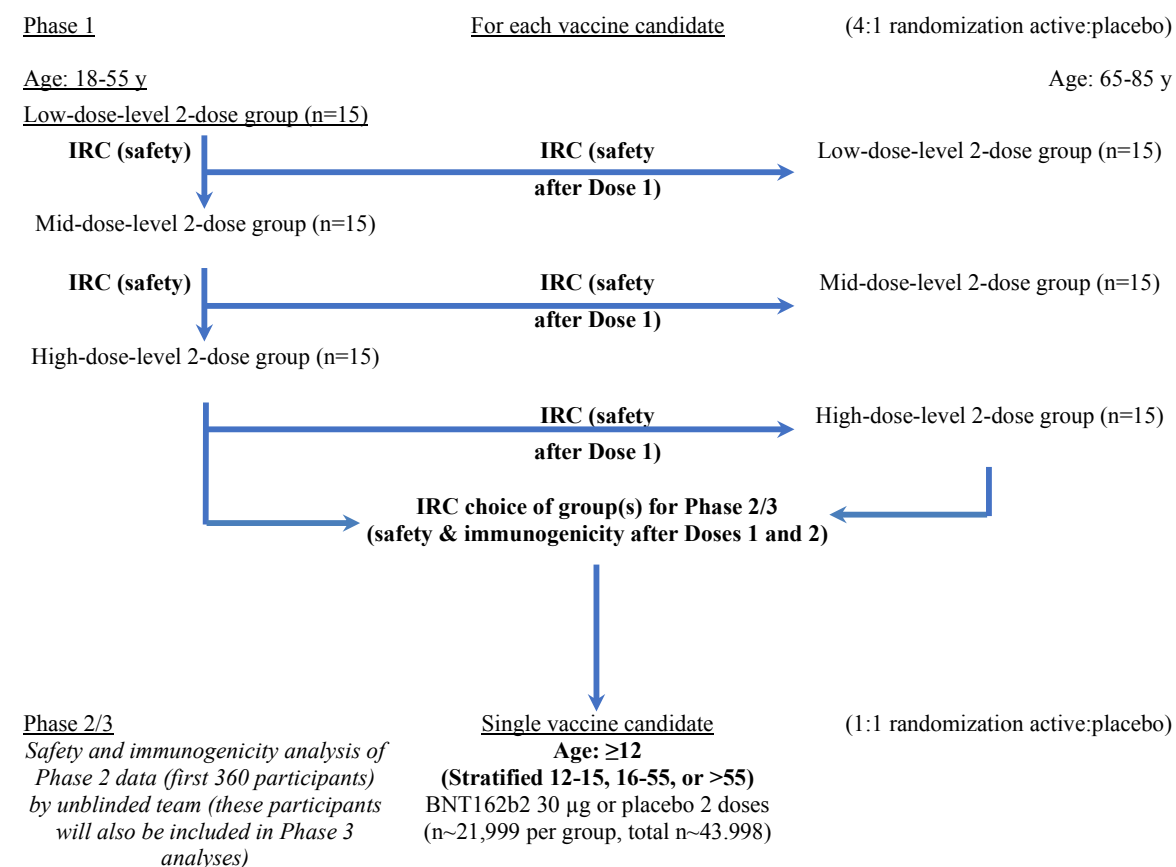 Phase 1 For each vaccine candidate (4:1 randomization active:placebo)
Age: 18-55 y Age: 65-85 y
Low-dose-level 2-dose group (n=15)
IRC (safety) IRC (safety Low-dose-level 2-dose group (n=15)
after Dose 1)
Mid-dose-level 2-dose group (n=15)
IRC (safety) IRC (safety Mid-dose-level 2-dose group (n=15)
after Dose 1)
High-dose-level 2-dose group (n=15)
IRC (safety High-dose-level 2-dose group (n=15)
after Dose 1)
IRC choice of group(s) for Phase 2/3
(safety & immunogenicity after Doses 1 and 2)
Phase 2/3 Single vaccine candidate (1:1 randomization active:placebo)
Safety and immunogenicity analysis of
Phase 2 data (first 360 participants)
by unblinded team (these participants
will also be included in Phase 3
analyses)
Age: ≥12
(Stratified 12-15, 16-55, or >55)
BNT162b2 30 µg or placebo 2 doses
(n~21,999 per group, total n~43.998)